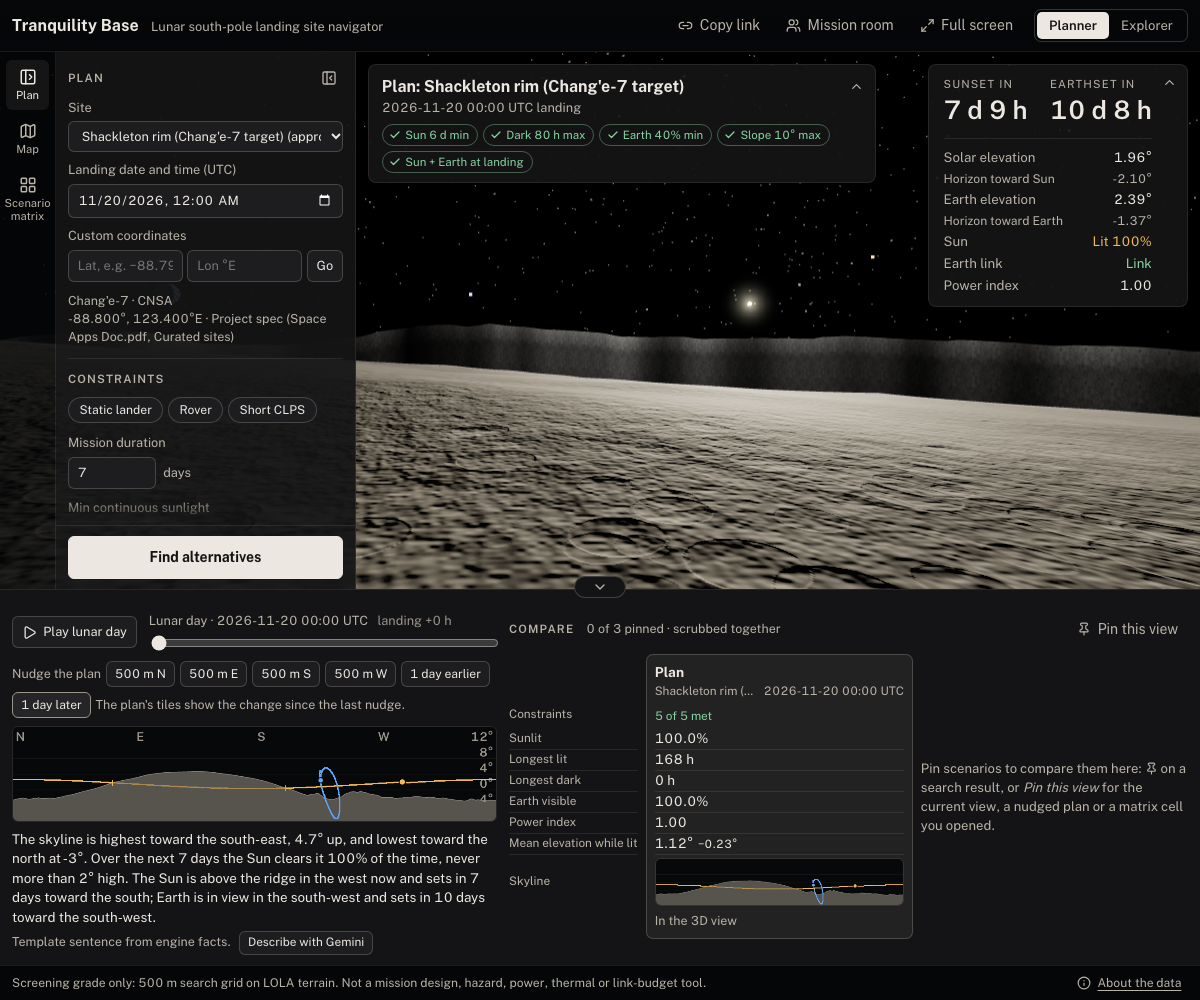 Tranquility Base Lunar south-pole landing site navigator
Copy link Mission room Full screen Planner Explorer
Plan
Map
Scenario
matrix
PLAN
Site
Shackleton rim (Chang'e-7 target) (appro
Landing date and time (UTC)
11/20/2026, 12:00 AM
Custom coordinates
Lat, e.g. −88.79 Lon °E Go
Chang'e-7 · CNSA
-88.800°, 123.400°E · Project spec (Space
Apps Doc.pdf, Curated sites)
CONSTRAINTS
Static lander Rover Short CLPS
Mission duration
7 days
Min continuous sunlight
Find alternatives
Plan: Shackleton rim (Chang'e-7 target)
2026-11-20 00:00 UTC landing
Sun 6 d min Dark 80 h max Earth 40% min Slope 10° max
Sun + Earth at landing
SUNSET IN EARTHSET IN
7 d 9 h 10 d 8 h
Solar elevation 1.96°
Horizon toward Sun -2.10°
Earth elevation 2.39°
Horizon toward Earth -1.37°
Sun Lit 100%
Earth link Link
Power index 1.00
Play lunar day Lunar day · 2026-11-20 00:00 UTC landing +0 h
Nudge the plan 500 m N 500 m E 500 m S 500 m W 1 day earlier
1 day later The plan's tiles show the change since the last nudge.
N E S W 12°
8°
4°
0°
-4°
The skyline is highest toward the south-east, 4.7° up, and lowest toward the
north at -3°. Over the next 7 days the Sun clears it 100% of the time, never
more than 2° high. The Sun is above the ridge in the west now and sets in 7
days toward the south; Earth is in view in the south-west and sets in 10 days
toward the south-west.
Template sentence from engine facts. Describe with Gemini
COMPARE 0 of 3 pinned · scrubbed together Pin this view
Plan
Shackleton rim (... 2026-11-20 00:00 UTC
Constraints 5 of 5 met
Sunlit 100.0%
Longest lit 168 h
Longest dark 0 h
Earth visible 100.0%
Power index 1.00
Mean elevation while lit 1.12° −0.23°
Skyline
In the 3D view
Pin scenarios to compare them here: on a
search result, or Pin this view for the
current view, a nudged plan or a matrix cell
you opened.
Screening grade only: 500 m search grid on LOLA terrain. Not a mission design, hazard, power, thermal or link-budget tool. About the data